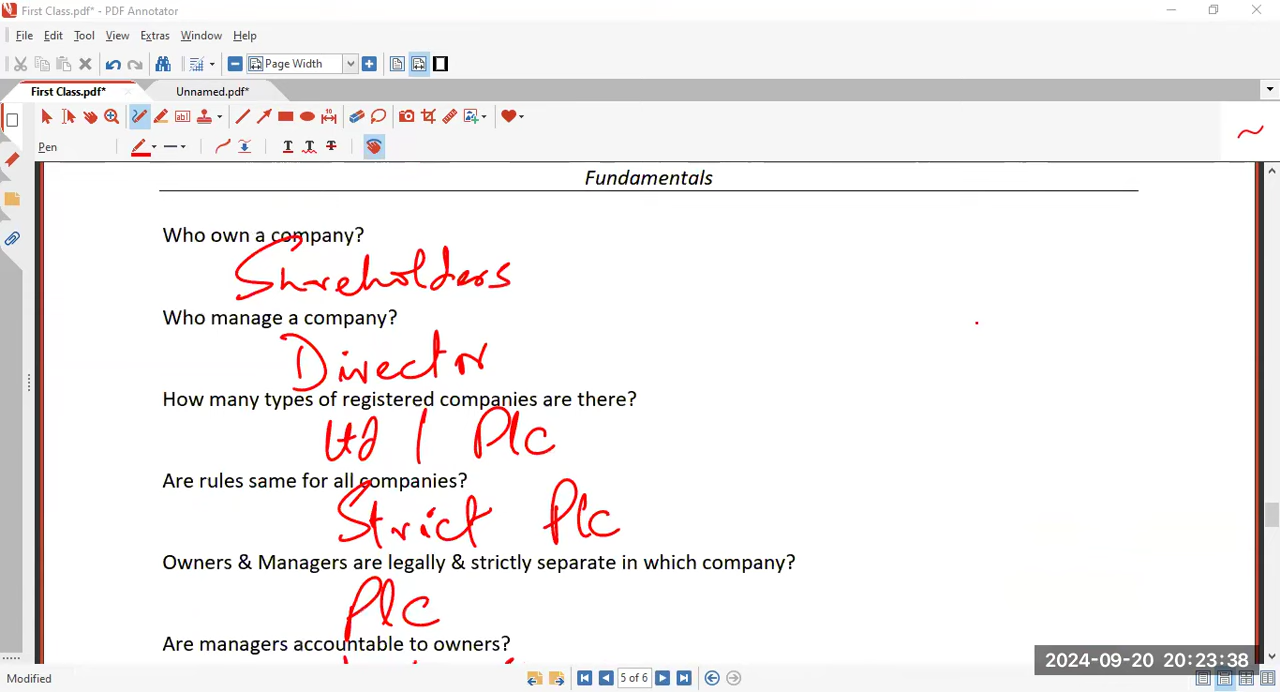 First Class.pdf* - PDF Annotator
File Edit Tool View Extras Window Help
Page Width
First Class.pdf* Unnamed.pdf*
Pen
Fundamentals
Who own a company?
Shareholders
Who manage a company?
Director
How many types of registered companies are there?
Ltd / Plc
Are rules same for all companies?
Strict Plc
Owners & Managers are legally & strictly separate in which company?
Plc
Are managers accountable to owners?
2024-09-20 20:23:38
Modified 5 of 6